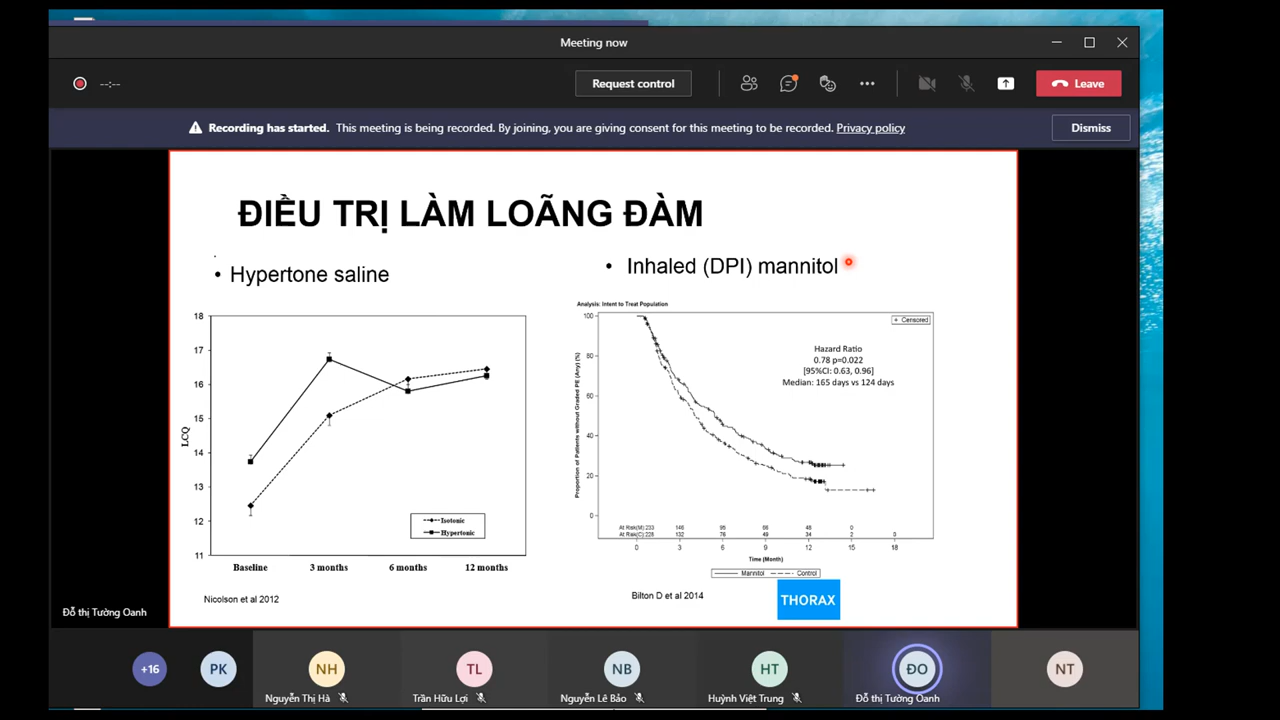 Meeting now
--:--
Request control
Leave
Recording has started. This meeting is being recorded. By joining, you are giving consent for this meeting to be recorded. Privacy policy
Dismiss
ĐIỀU TRỊ LÀM LOÃNG ĐÀM
• Hypertone saline
• Inhaled (DPI) mannitol
18
17
16
15
14
13
12
11
LCQ
Isotonic
Hypertonic
Baseline
3 months
6 months
12 months
Nicolson et al 2012
Analysis: Intent to Treat Population
+ Censored
Hazard Ratio
0.78 p=0.022
[95%CI: 0.63, 0.96]
Median: 165 days vs 124 days
Proportion of Patients without Graded PE (Any) (%)
100
80
60
40
20
0
At Risk(M):233 146 95 66 48 0
At Risk(C):228 132 76 49 34 2 0
0 3 6 9 12 15 18
Time (Month)
Mannitol Control
Bilton D et al 2014
THORAX
Đỗ thị Tường Oanh
+16
PK
NH
Nguyễn Thị Hà
TL
Trần Hữu Lợi
NB
Nguyễn Lê Bảo
HT
Huỳnh Việt Trung
ĐO
Đỗ thị Tường Oanh
NT